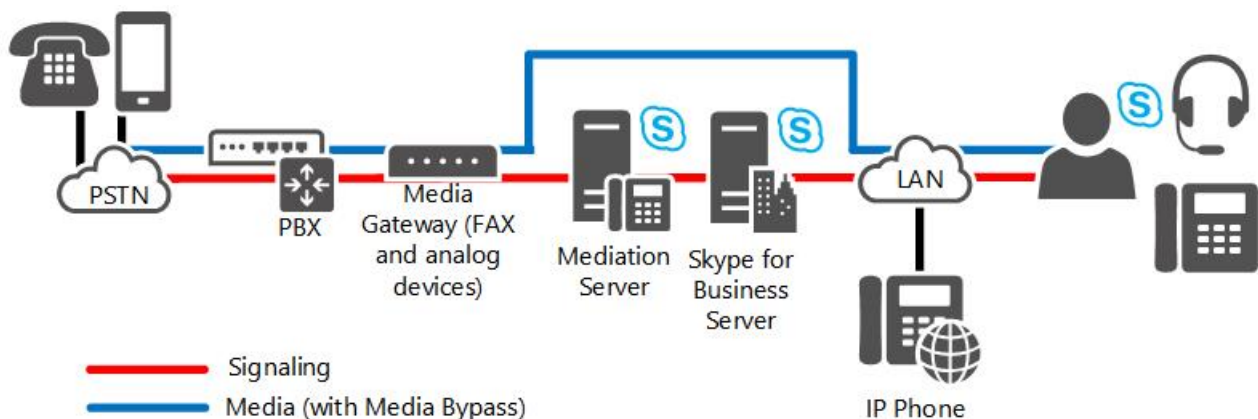 PSTN
PBX
Media
Gateway (FAX
and analog
devices)
S
Mediation
Server
S
Skype for
Business
Server
LAN
S
IP Phone
Signaling
Media (with Media Bypass)